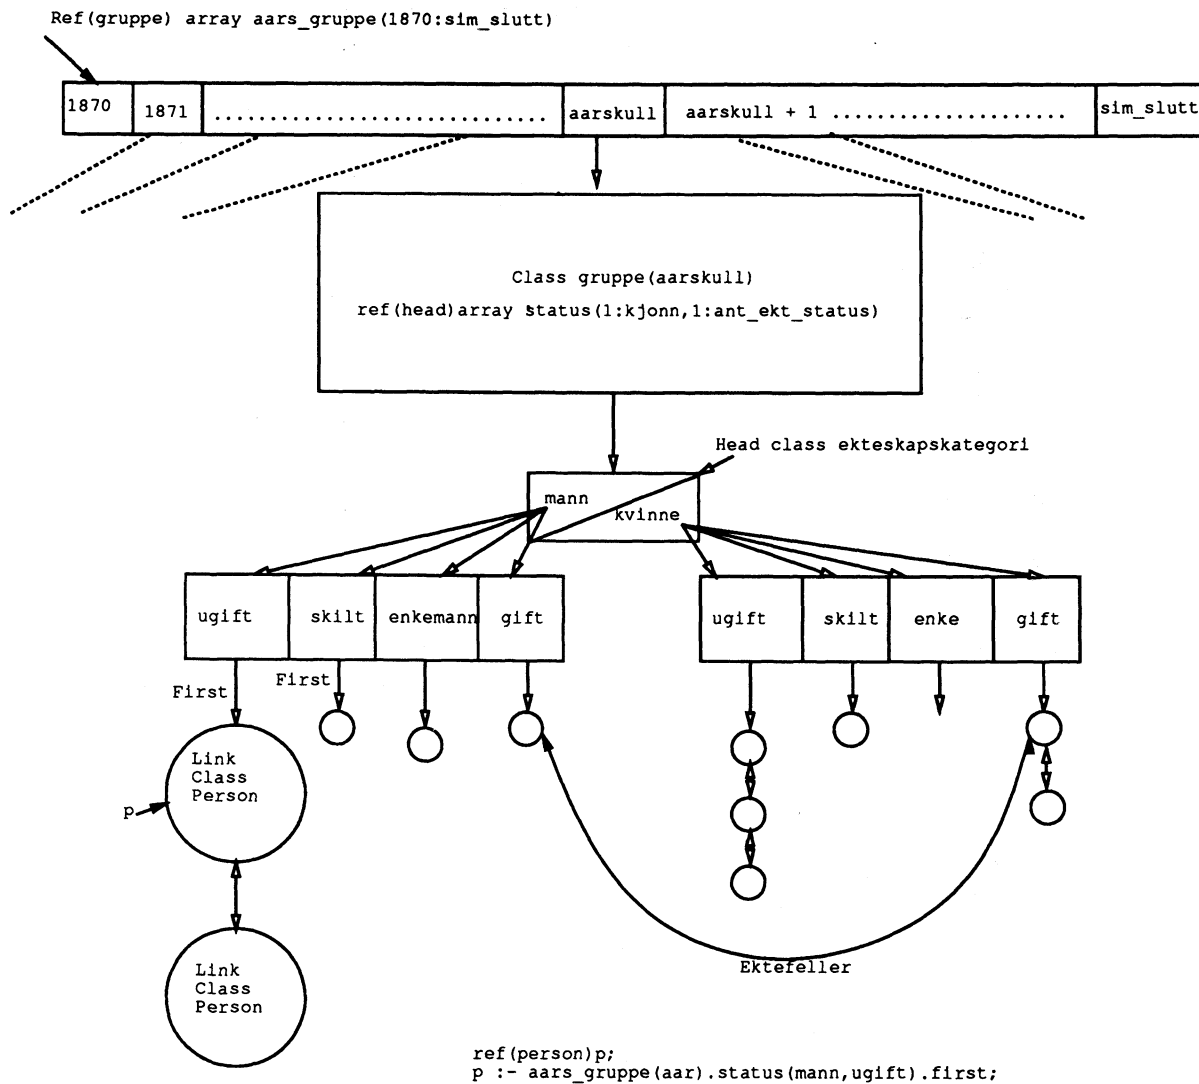 Ref(gruppe) array aars_gruppe(1870:sim_slutt)
1870 1871 ................................ aarskull aarskull + 1 ...................... sim_slutt
Class gruppe(aarskull)
ref(head)array status(1:kjonn,1:ant_ekt_status)
Head class ekteskapskategori
mann
kvinne
ugift skilt enkemann gift ugift skilt enke gift
First First
Link
Class
Person
p
Ektefeller
Link
Class
Person
ref(person)p;
p :- aars_gruppe(aar).status(mann,ugift).first;